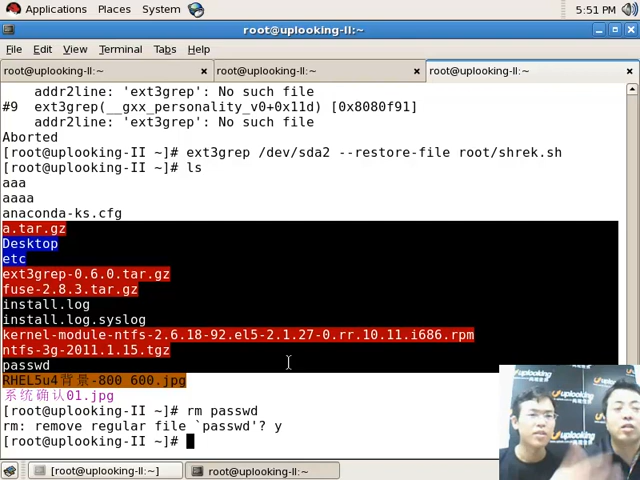 Applications Places System 5:51 PM
root@uplooking-II:~
File Edit View Terminal Tabs Help
root@uplooking-II:~ root@uplooking-II:~ root@uplooking-II:~
addr2line: 'ext3grep': No such file
#9 ext3grep(__gxx_personality_v0+0x11d) [0x8080f91]
addr2line: 'ext3grep': No such file
Aborted
[root@uplooking-II ~]# ext3grep /dev/sda2 --restore-file root/shrek.sh
[root@uplooking-II ~]# ls
aaa
aaaa
anaconda-ks.cfg
a.tar.gz
Desktop
etc
ext3grep-0.6.0.tar.gz
fuse-2.8.3.tar.gz
install.log
install.log.syslog
kernel-module-ntfs-2.6.18-92.el5-2.1.27-0.rr.10.11.i686.rpm
ntfs-3g-2011.1.15.tgz
passwd
RHEL5u4背景-800 600.jpg
系统确认01.jpg
[root@uplooking-II ~]# rm passwd
rm: remove regular file `passwd'? y
[root@uplooking-II ~]#
[root@uplooking-II:~] root@uplooking-II:~